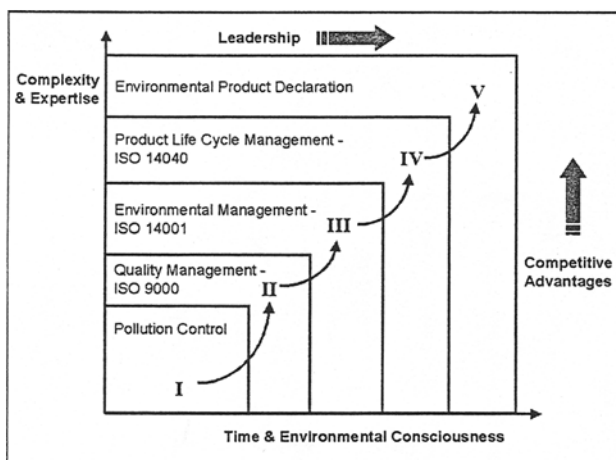 Leadership
Complexity
& Expertise
Environmental Product Declaration
V
Product Life Cycle Management -
ISO 14040
IV
Environmental Management -
ISO 14001
III
Quality Management -
ISO 9000
II
Competitive
Advantages
Pollution Control
I
Time & Environmental Consciousness